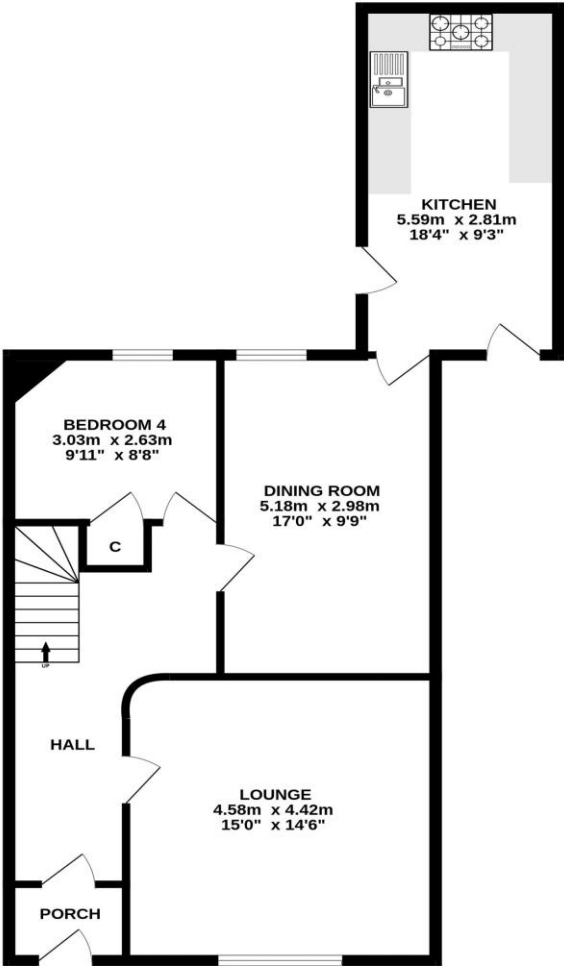 KITCHEN
5.59m x 2.81m
18'4" x 9'3"
BEDROOM 4
3.03m x 2.63m
9'11" x 8'8"
DINING ROOM
5.18m x 2.98m
17'0" x 9'9"
C
UP
HALL
LOUNGE
4.58m x 4.42m
15'0" x 14'6"
PORCH